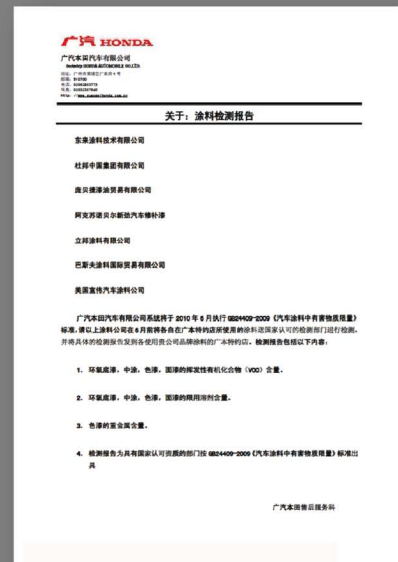 广汽 HONDA
广汽本田汽车有限公司
关于：涂料检测报告
东来涂料技术有限公司
杜邦中国集团有限公司
庞贝捷漆油贸易有限公司
阿克苏诺贝尔新劲汽车修补漆
立邦涂料有限公司
巴斯夫涂料国际贸易有限公司
美国宣伟汽车涂料公司
广汽本田汽车有限公司系统将于 2010 年 6 月执行 GB24409-2009《汽车涂料中有害物质限量》
标准，请以上涂料公司在 6 月前将各自在广本特约店所使用的涂料送国家认可的检测部门进行检测，
并将具体的检测报告发到各使用贵公司品牌涂料的广本特约店。检测报告包括以下内容：
1. 环氧底漆，中涂，色漆，面漆的挥发性有机化合物（VOC）含量。
2. 环氧底漆，中涂，色漆，面漆的限用溶剂含量。
3. 色漆的重金属含量。
4. 检测报告为具有国家认可资质的部门按 GB24409-2009《汽车涂料中有害物质限量》标准出
具
广汽本田售后服务科